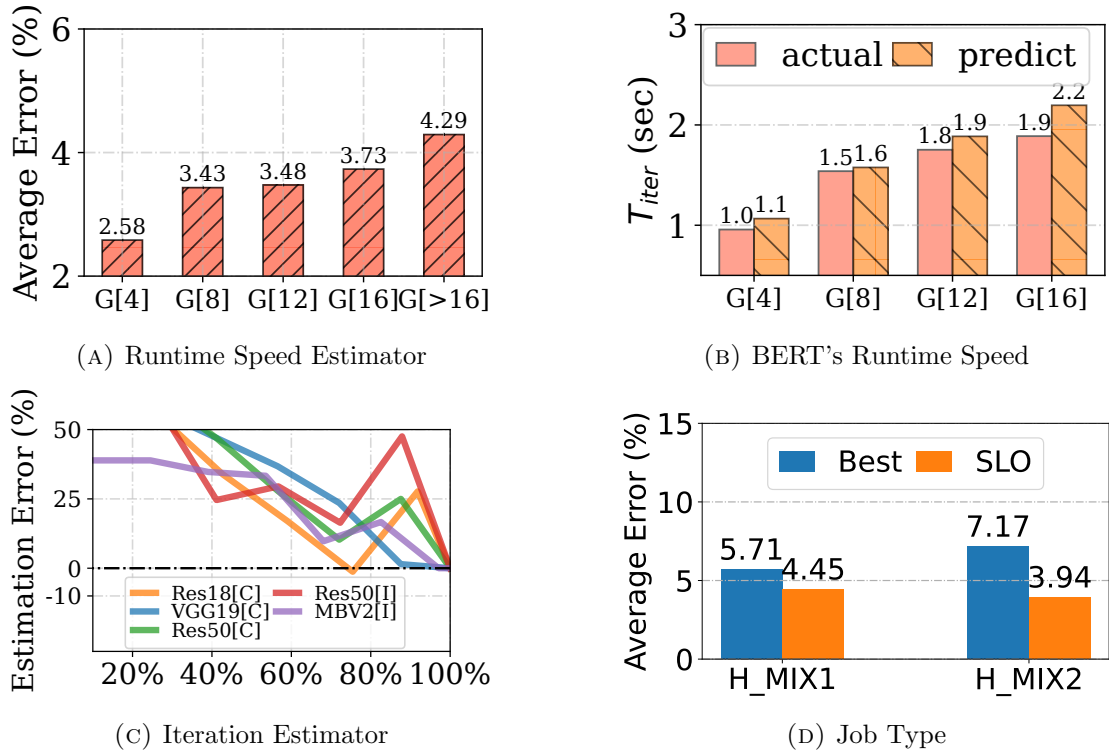 Average Error (%)
6
4
2
2.58
3.43
3.48
3.73
4.29
G[4]
G[8]
G[12]
G[16]
G[>16]
(A) Runtime Speed Estimator
T_iter (sec)
3
2
1
actual
predict
1.0
1.1
1.5
1.6
1.8
1.9
1.9
2.2
G[4]
G[8]
G[12]
G[16]
(B) BERT's Runtime Speed
Estimation Error (%)
50
25
0
-10
Res18[C]
VGG19[C]
Res50[C]
Res50[I]
MBV2[I]
20%
40%
60%
80%
100%
(C) Iteration Estimator
Average Error (%)
15
10
5
0
Best
SLO
5.71
4.45
7.17
3.94
H_MIX1
H_MIX2
(D) Job Type